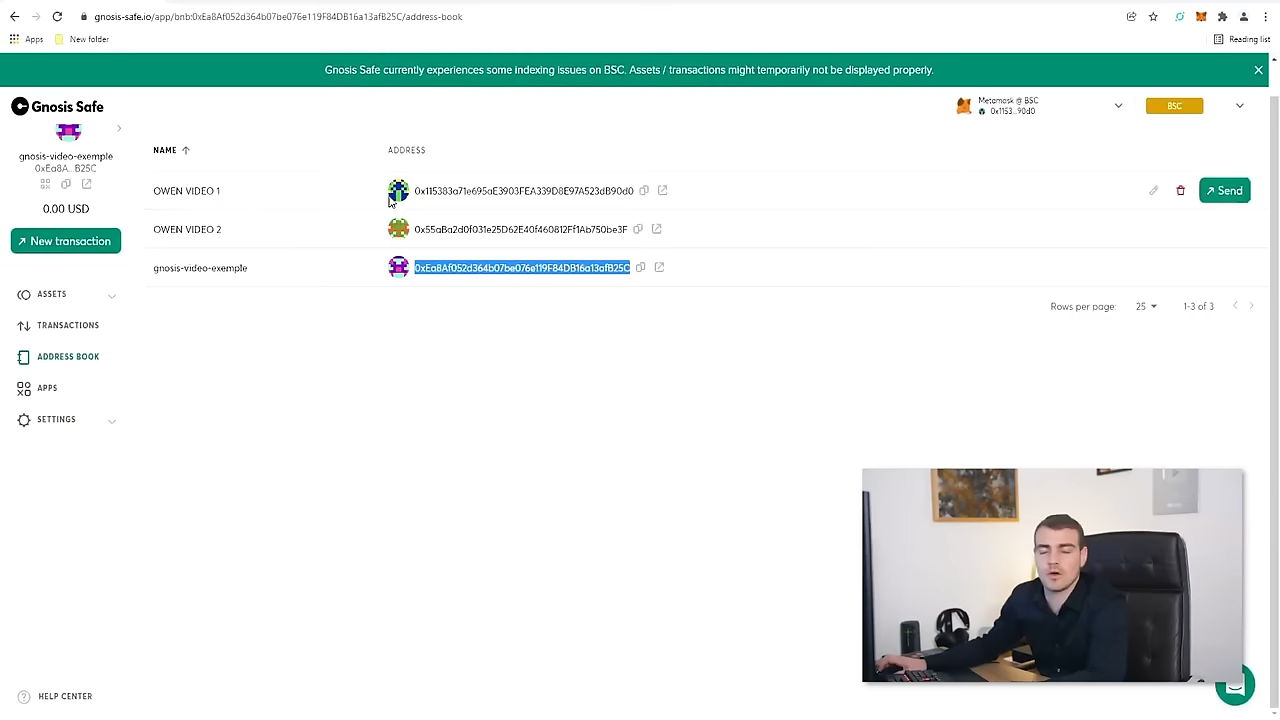 gnosis-safe.io/app/bnb:0xEa8Af052d364b07be076e119F84DB16a13afB25C/address-book
Apps
New folder
Reading list
Gnosis Safe currently experiences some indexing issues on BSC. Assets / transactions might temporarily not be displayed properly.
Gnosis Safe
Metamask @ BSC
0x1153...90d0
BSC
gnosis-video-exemple
0xEa8A...B25C
0.00 USD
New transaction
ASSETS
TRANSACTIONS
ADDRESS BOOK
APPS
SETTINGS
HELP CENTER
NAME ADDRESS
OWEN VIDEO 1 0x115383a71e695aE3903FEA339D8E97A523dB90d0 Send
OWEN VIDEO 2 0x55aBa2d0f031e25D62E40f460812Ff1Ab750be3F
gnosis-video-exemple 0xEa8Af052d364b07be076e119F84DB16a13afB25C
Rows per page: 25 1-3 of 3